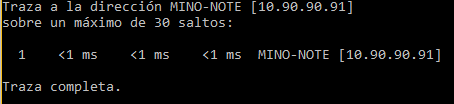 Traza a la dirección MINO-NOTE [10.90.90.91]
sobre un máximo de 30 saltos:
1 <1 ms <1 ms <1 ms MINO-NOTE [10.90.90.91]
Traza completa.